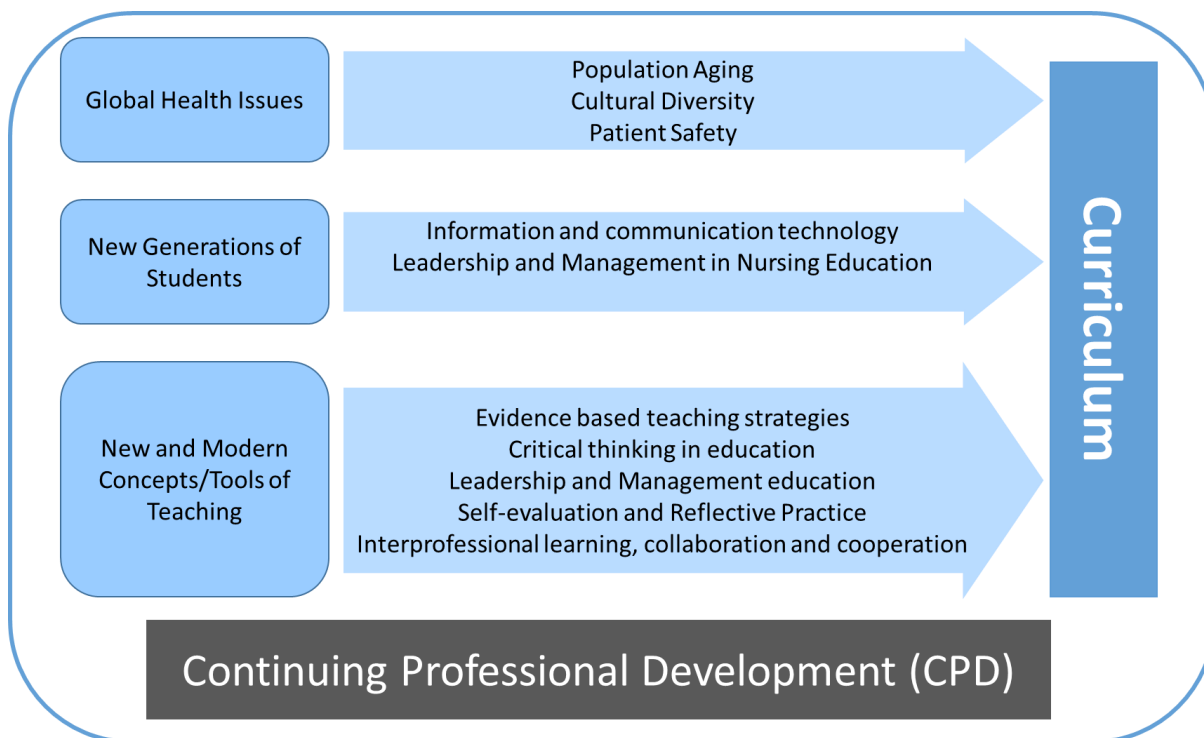 Global Health Issues
Population Aging
Cultural Diversity
Patient Safety
New Generations of
Students
Information and communication technology
Leadership and Management in Nursing Education
New and Modern
Concepts/Tools of
Teaching
Evidence based teaching strategies
Critical thinking in education
Leadership and Management education
Self-evaluation and Reflective Practice
Interprofessional learning, collaboration and cooperation
Curriculum
Continuing Professional Development (CPD)